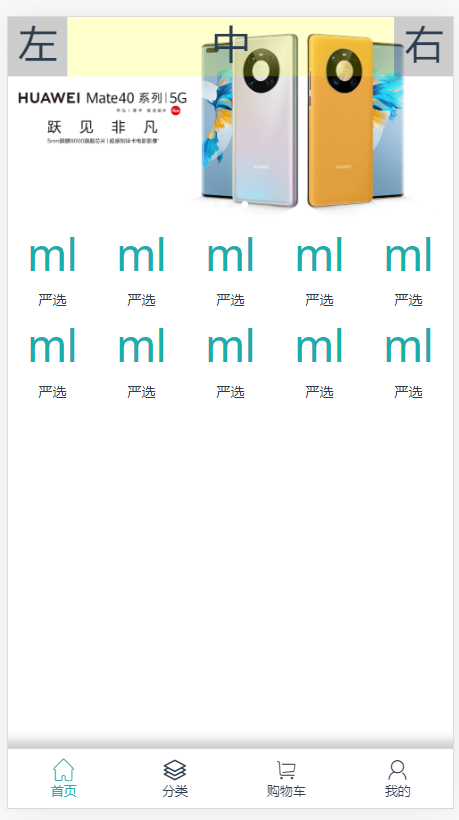 左 中 右
HUAWEI Mate40 系列 | 5G
跃 见 非 凡
ml ml ml ml ml
严选 严选 严选 严选 严选
ml ml ml ml ml
严选 严选 严选 严选 严选
首页 分类 购物车 我的